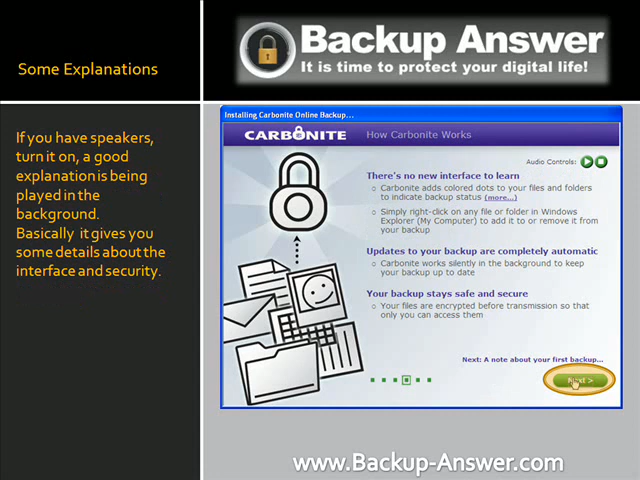 Some Explanations
Backup Answer
It is time to protect your digital life!
If you have speakers,
turn it on, a good
explanation is being
played in the
background.
Basically it gives you
some details about the
interface and security.
Installing Carbonite Online Backup...
CARBONITE
How Carbonite Works
Audio Controls:
There's no new interface to learn
Carbonite adds colored dots to your files and folders
to indicate backup status (more...)
Simply right-click on any file or folder in Windows
Explorer (My Computer) to add it to or remove it from
your backup
Updates to your backup are completely automatic
Carbonite works silently in the background to keep
your backup up to date
Your backup stays safe and secure
Your files are encrypted before transmission so that
only you can access them
Next: A note about your first backup...
Next >
www.Backup-Answer.com